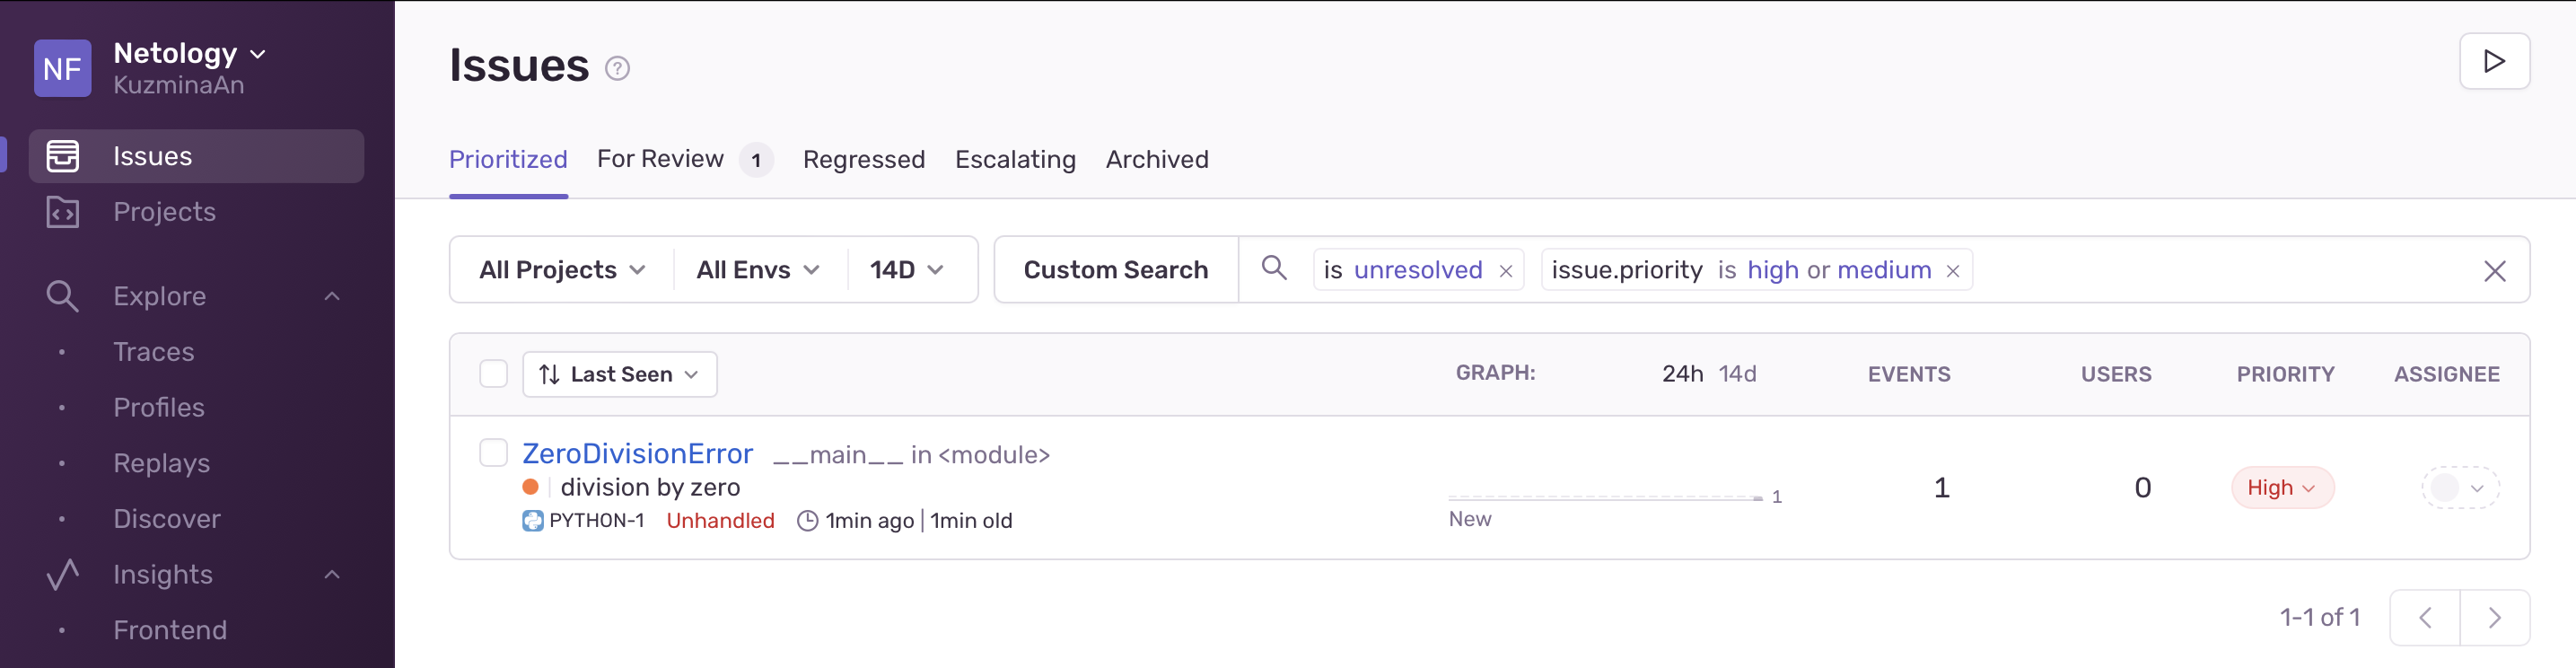 NF
Netology
KuzminaAn
Issues
Projects
Explore
Traces
Profiles
Replays
Discover
Insights
Frontend
Issues ?
Prioritized For Review 1 Regressed Escalating Archived
All Projects All Envs 14D Custom Search is unresolved × issue.priority is high or medium ×
Last Seen GRAPH: 24h 14d EVENTS USERS PRIORITY ASSIGNEE
ZeroDivisionError __main__ in <module>
division by zero
PYTHON-1 Unhandled 1min ago | 1min old
1
New
1 0 High
1-1 of 1